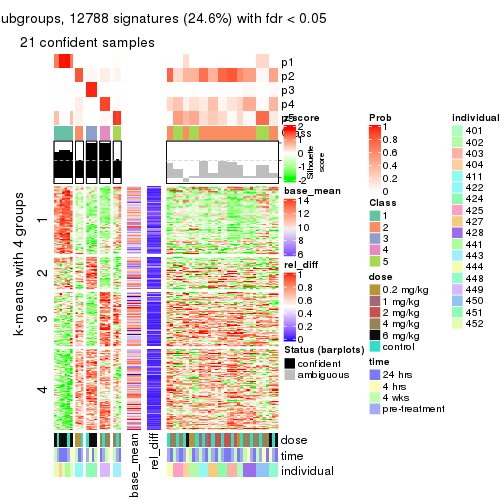 ubgroups, 12788 signatures (24.6%) with fdr < 0.05
21 confident samples
p1
p2
p3
p4
p5
Class
Silhouette
score
k-means with 4 groups
1
2
3
4
base_mean
rel_diff
dose
time
individual
z-score
2
1
0
-1
-2
base_mean
14
12
10
8
6
rel_diff
1
0.8
0.6
0.4
0.2
0
Status (barplots)
confident
ambiguous
Prob
1
0.8
0.6
0.4
0.2
0
Class
1
2
3
4
5
dose
0.2 mg/kg
1 mg/kg
2 mg/kg
4 mg/kg
6 mg/kg
control
time
24 hrs
4 hrs
4 wks
pre-treatment
individual
401
402
403
404
411
422
424
425
427
428
441
443
444
448
449
450
451
452